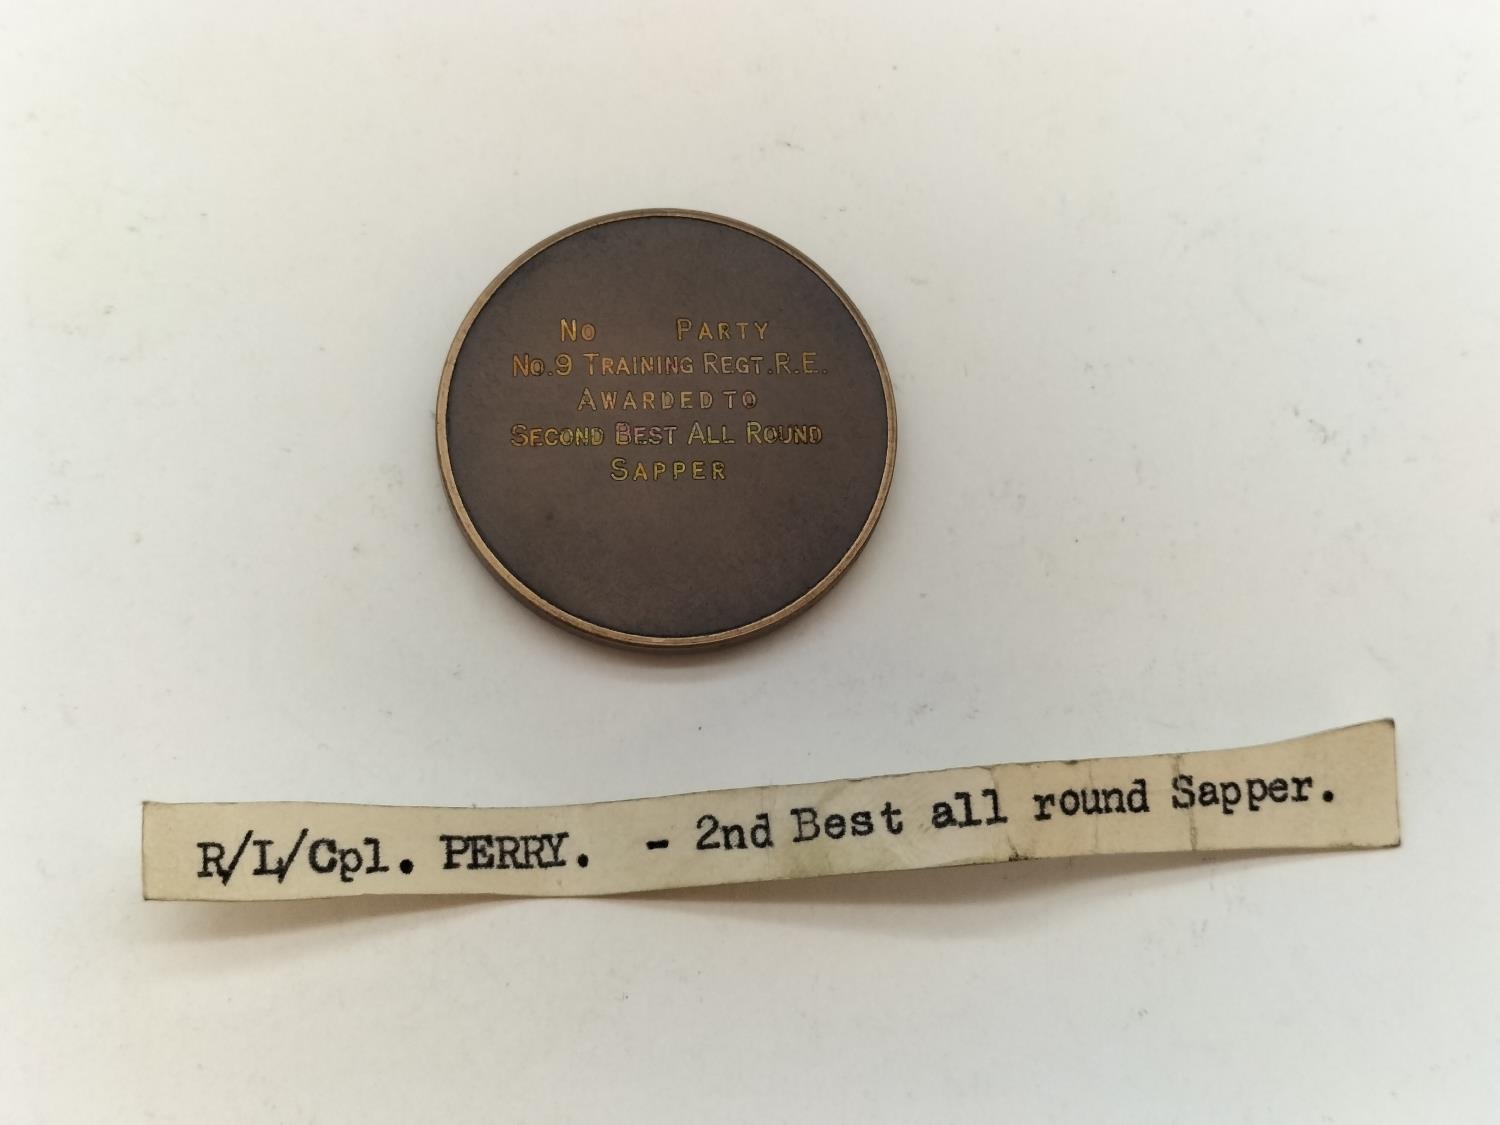 No Party
No.9 Training Regt.R.E.
Awarded to
Second Best All Round
Sapper
R/L/Cpl. PERRY. - 2nd Best all round Sapper.